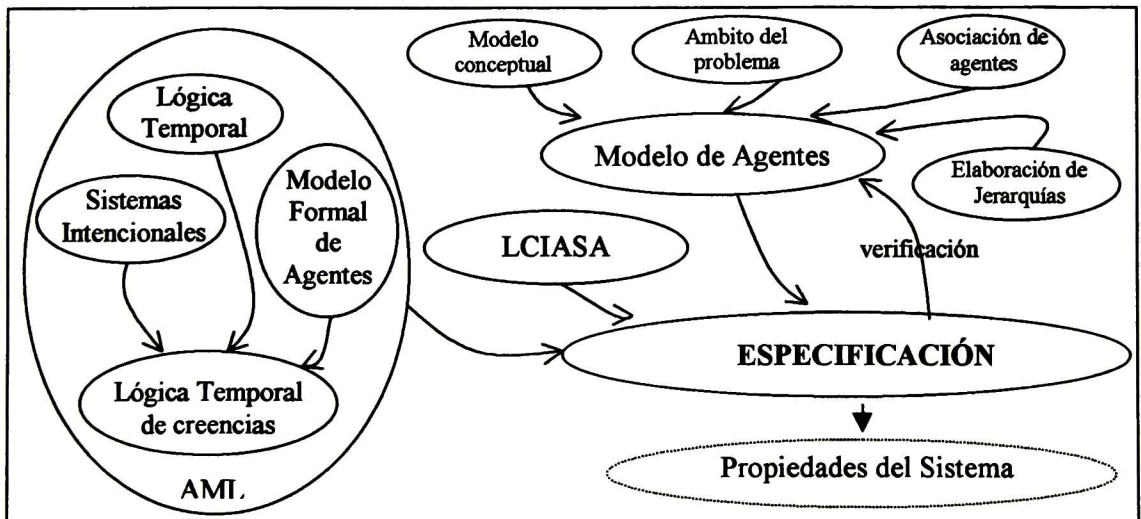 Lógica
Temporal
Sistemas
Intencionales
Modelo
Formal
de
Agentes
Lógica Temporal
de creencias
AML
Modelo
conceptual
Ambito del
problema
Asociación de
agentes
Modelo de Agentes
Elaboración de
Jerarquías
LCIASA
verificación
ESPECIFICACIÓN
Propiedades del Sistema